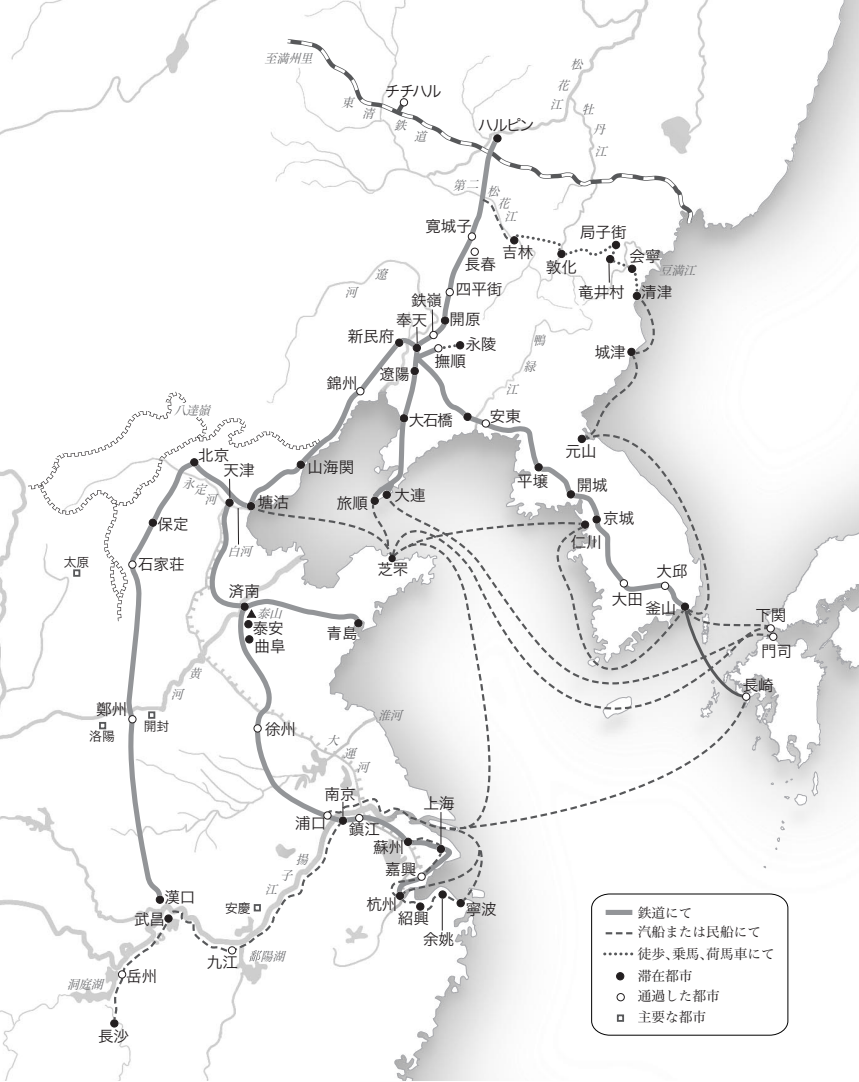 至満州里
松花江
チチハル
東清鉄道
牡丹江
ハルピン
第二松花江
寛城子
局子街
吉林
長春
敦化
会寧
豆満江
遼河
竜井村
清津
四平街
鉄嶺
奉天
開原
新民府
永陵
撫順
鴨緑江
城津
遼陽
錦州
八達嶺
大石橋
安東
元山
北京
天津
山海関
平壌
永定河
塘沽
旅順
大連
開城
保定
京城
仁川
白河
太原
石家荘
芝罘
大邱
済南
大田
釜山
泰山
泰安
青島
下関
曲阜
門司
黄河
長崎
鄭州
開封
淮河
洛陽
徐州
大運河
南京
上海
浦口
鎮江
蘇州
揚子江
嘉興
漢口
安慶
杭州
武昌
紹興
寧波
余姚
九江
鄱陽湖
洞庭湖
岳州
長沙
鉄道にて
汽船または民船にて
徒歩、乗馬、荷馬車にて
滞在都市
通過した都市
主要な都市